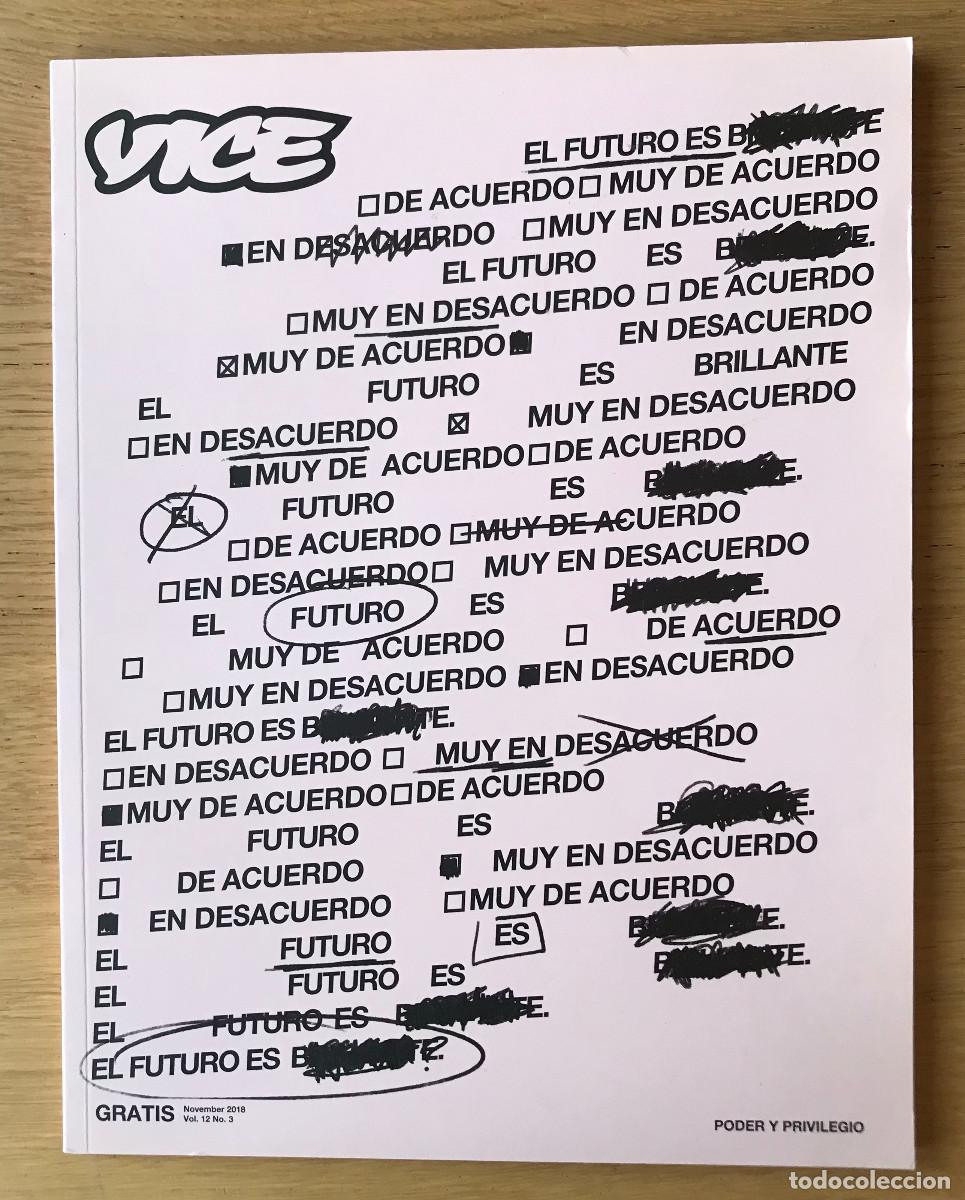 VICE
EL FUTURO ES
☐ DE ACUERDO ☐ MUY DE ACUERDO
■ EN DESACUERDO ☐ MUY EN DESACUERDO
EL FUTURO ES
☐ MUY EN DESACUERDO ☐ DE ACUERDO
☒ MUY DE ACUERDO ■ EN DESACUERDO
EL FUTURO ES BRILLANTE
☐ EN DESACUERDO ☒ MUY EN DESACUERDO
■ MUY DE ACUERDO ☐ DE ACUERDO
EL FUTURO ES
☐ DE ACUERDO ☐ MUY DE ACUERDO
☐ EN DESACUERDO ☐ MUY EN DESACUERDO
EL FUTURO ES
☐ MUY DE ACUERDO ☐ DE ACUERDO
☐ MUY EN DESACUERDO ■ EN DESACUERDO
EL FUTURO ES
☐ EN DESACUERDO ☐ MUY EN DESACUERDO
■ MUY DE ACUERDO ☐ DE ACUERDO
EL FUTURO ES
☐ DE ACUERDO ■ MUY EN DESACUERDO
■ EN DESACUERDO ☐ MUY DE ACUERDO
EL FUTURO ES
EL FUTURO ES
EL FUTURO ES
EL FUTURO ES
GRATIS November 2018
Vol. 12 No. 3
PODER Y PRIVILEGIO
todocoleccion